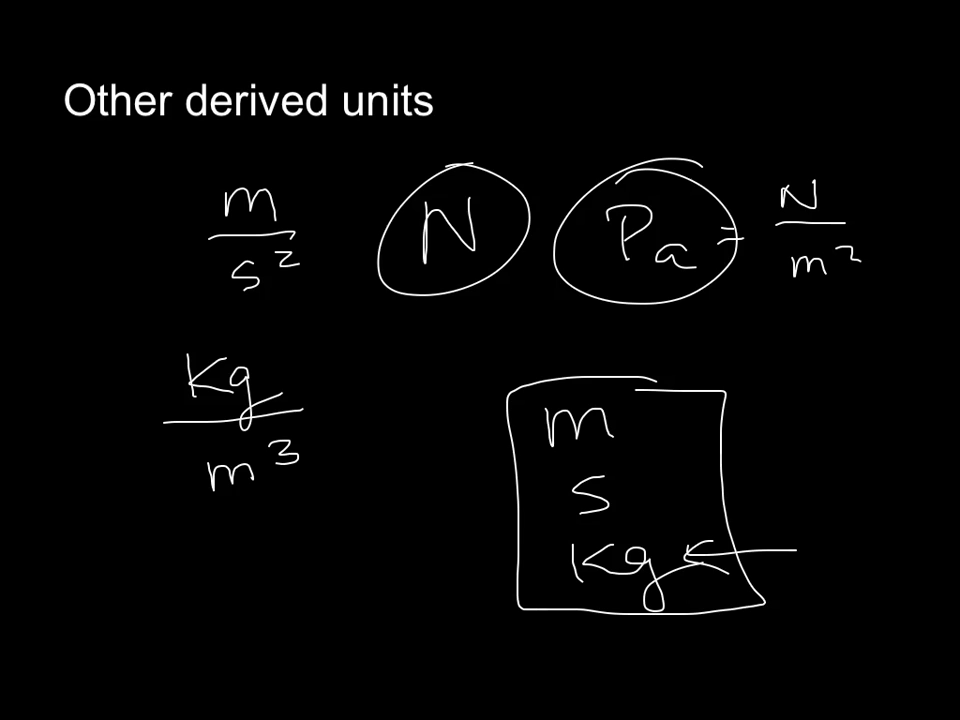 Other derived units
m/s² N Pa = N/m²
kg/m³
m
s
kg ←